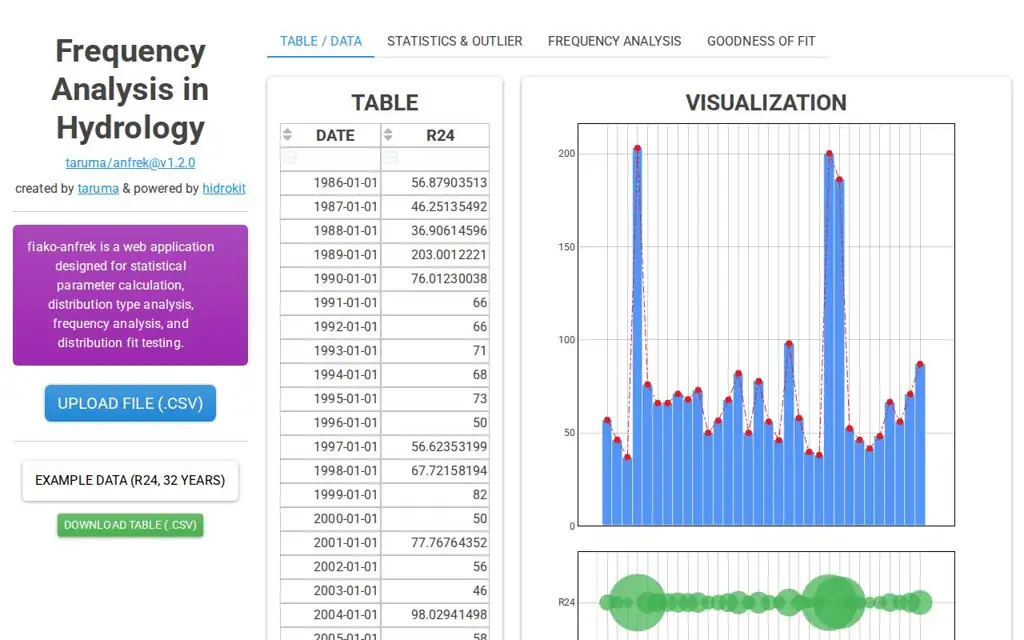 Frequency
Analysis in
Hydrology
taruma/anfrek@v1.2.0
created by taruma & powered by hidrokit
fiako-anfrek is a web application
designed for statistical
parameter calculation,
distribution type analysis,
frequency analysis, and
distribution fit testing.
UPLOAD FILE (.CSV)
EXAMPLE DATA (R24, 32 YEARS)
DOWNLOAD TABLE (.CSV)
TABLE / DATA STATISTICS & OUTLIER FREQUENCY ANALYSIS GOODNESS OF FIT
TABLE
DATE R24
1986-01-01 56.87903513
1987-01-01 46.25135492
1988-01-01 36.90614596
1989-01-01 203.0012221
1990-01-01 76.01230038
1991-01-01 66
1992-01-01 66
1993-01-01 71
1994-01-01 68
1995-01-01 73
1996-01-01 50
1997-01-01 56.62353199
1998-01-01 67.72158194
1999-01-01 82
2000-01-01 50
2001-01-01 77.76764352
2002-01-01 56
2003-01-01 46
2004-01-01 98.02941498
2005-01-01 58
VISUALIZATION
200
150
100
50
0
R24